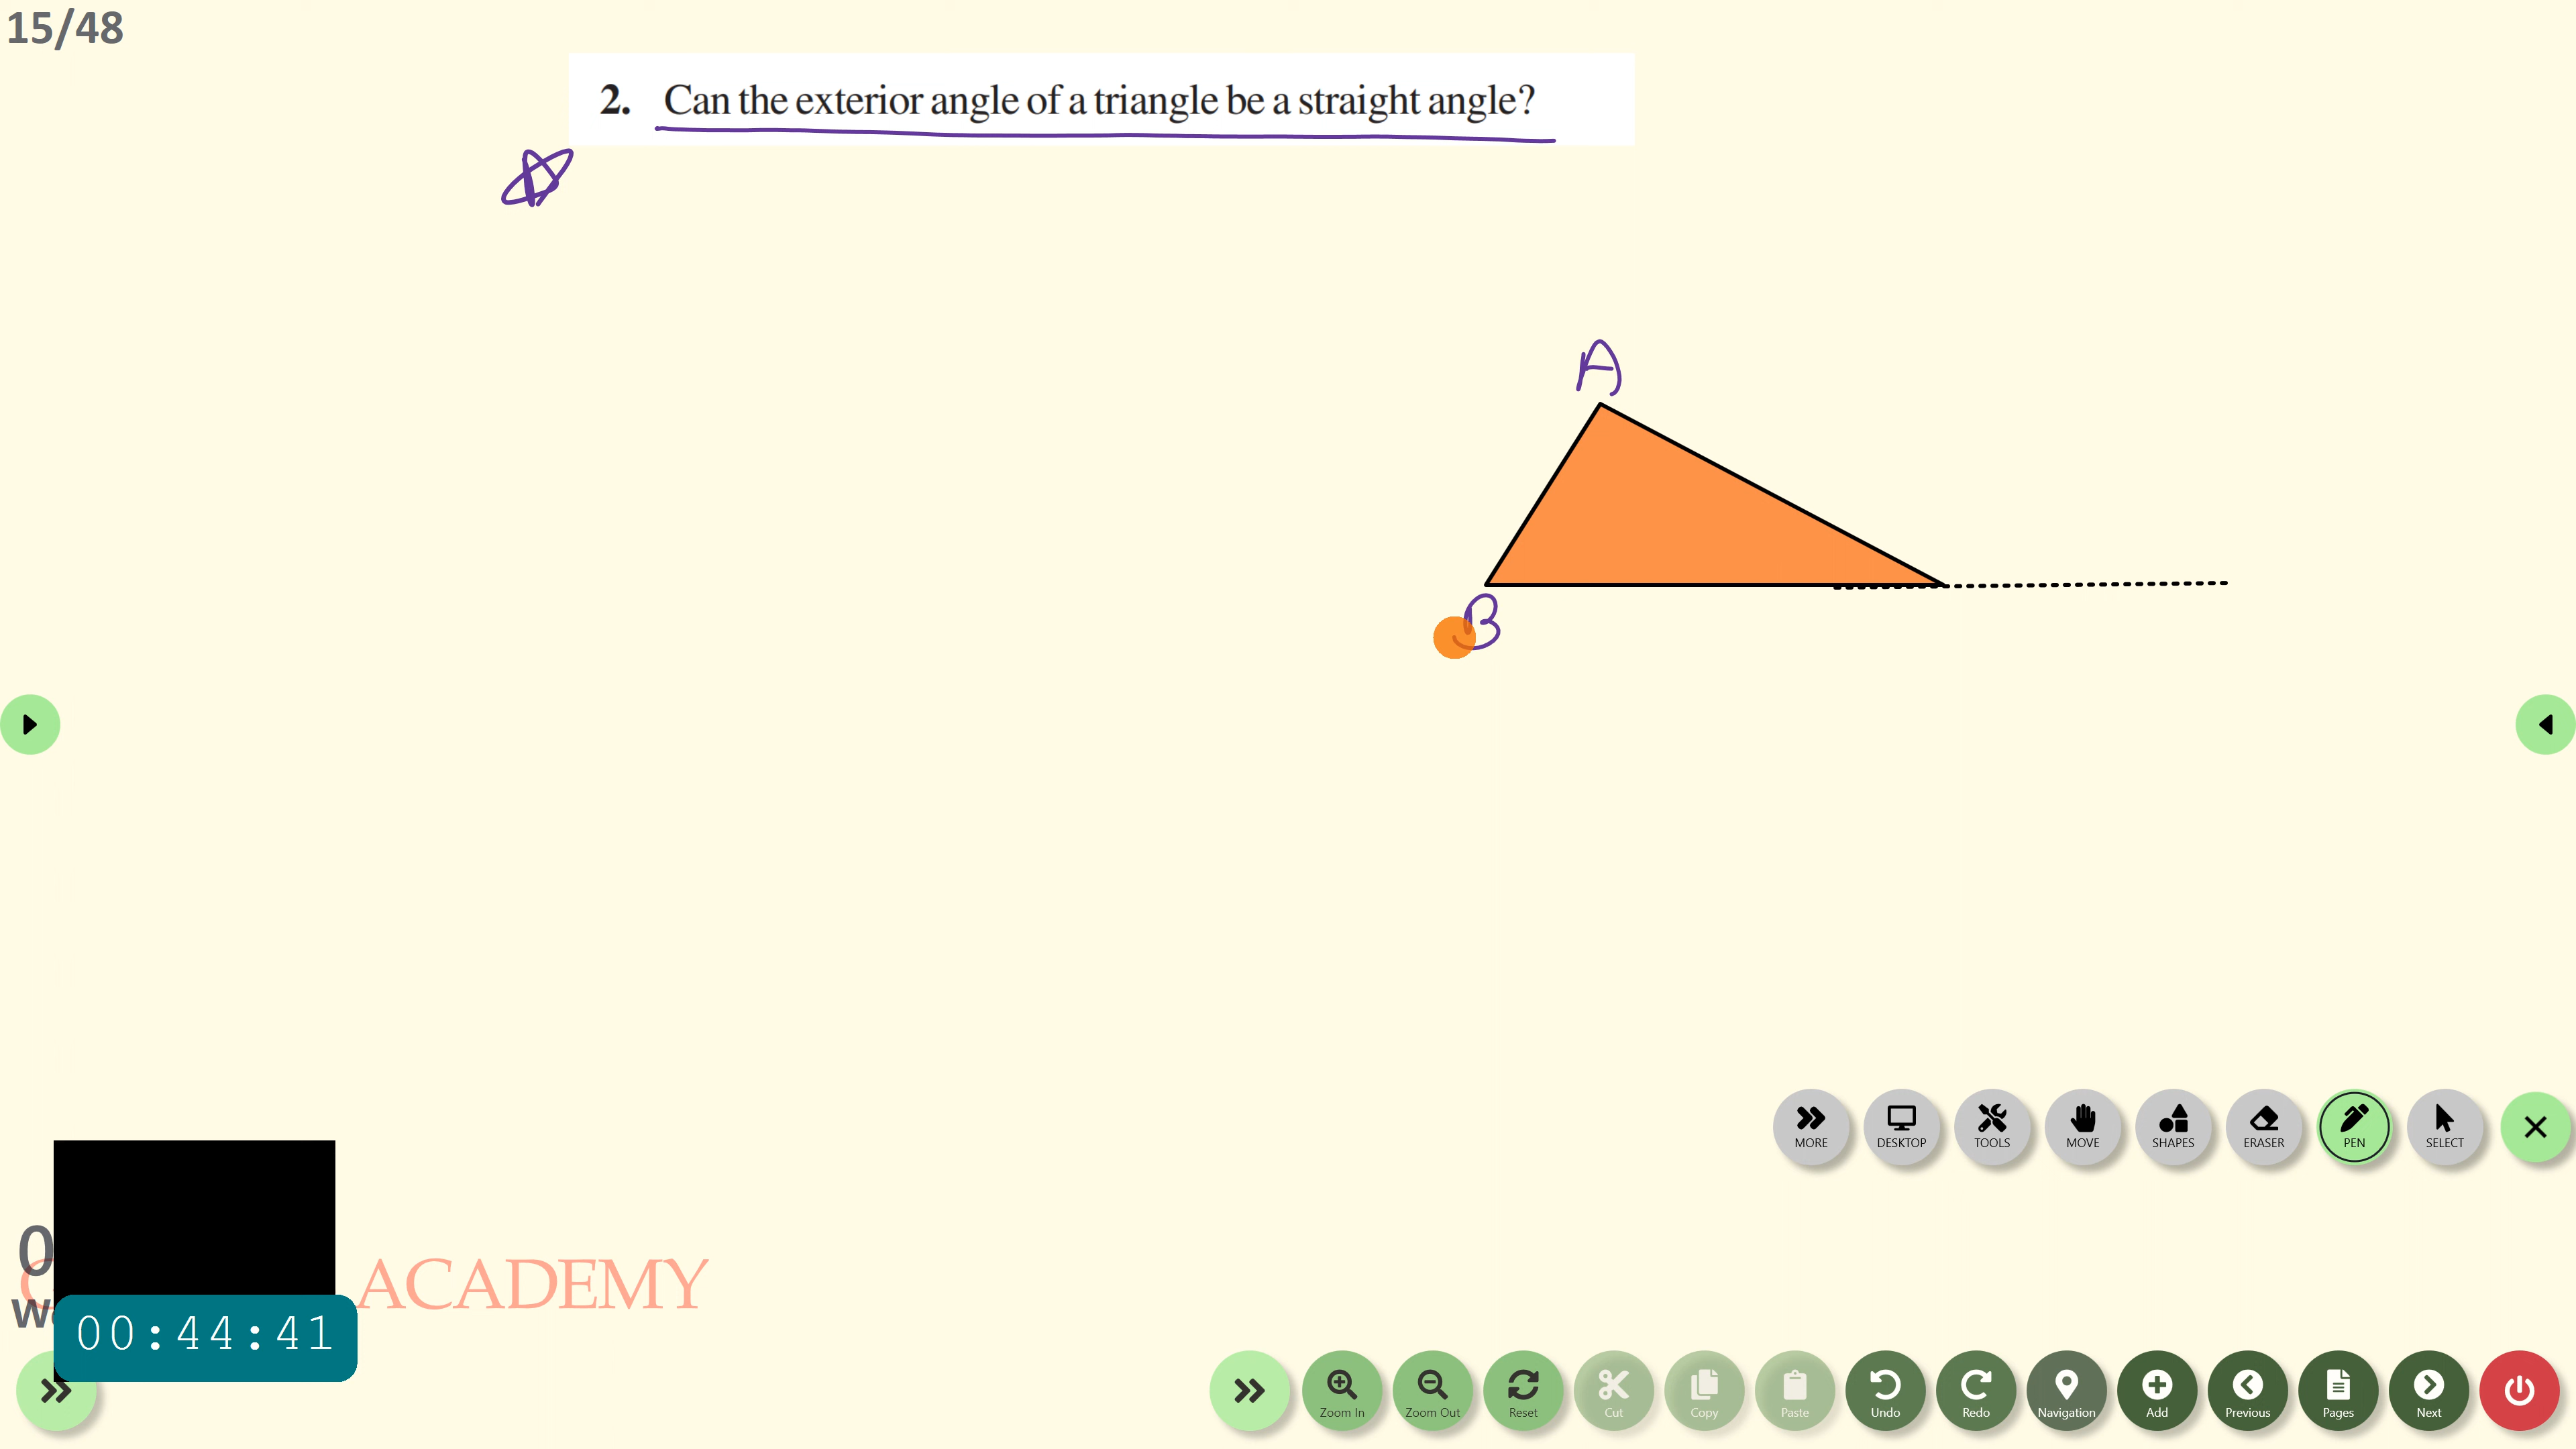 15/48
2. Can the exterior angle of a triangle be a straight angle?
A
B
MORE DESKTOP TOOLS MOVE SHAPES ERASER PEN SELECT
ACADEMY
00:44:41
Zoom In Zoom Out Reset Cut Copy Paste Undo Redo Navigation Add Previous Pages Next